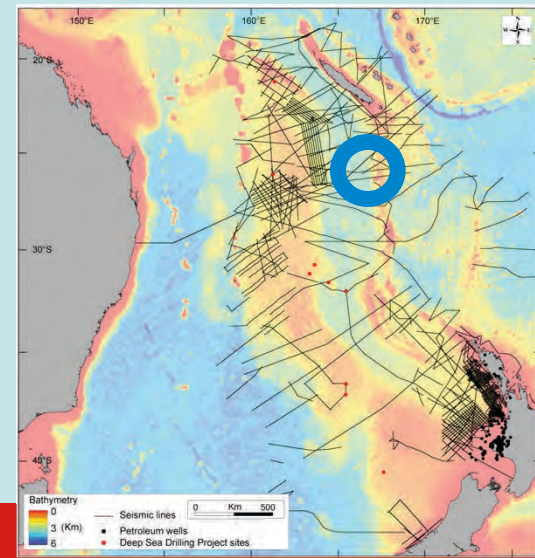 150°E 160°E 170°E
N
W E
S
20°S
30°S
40°S
Bathymetry
0
3 (Km)
6
Seismic lines
Petroleum wells
Deep Sea Drilling Project sites
0 Km 500